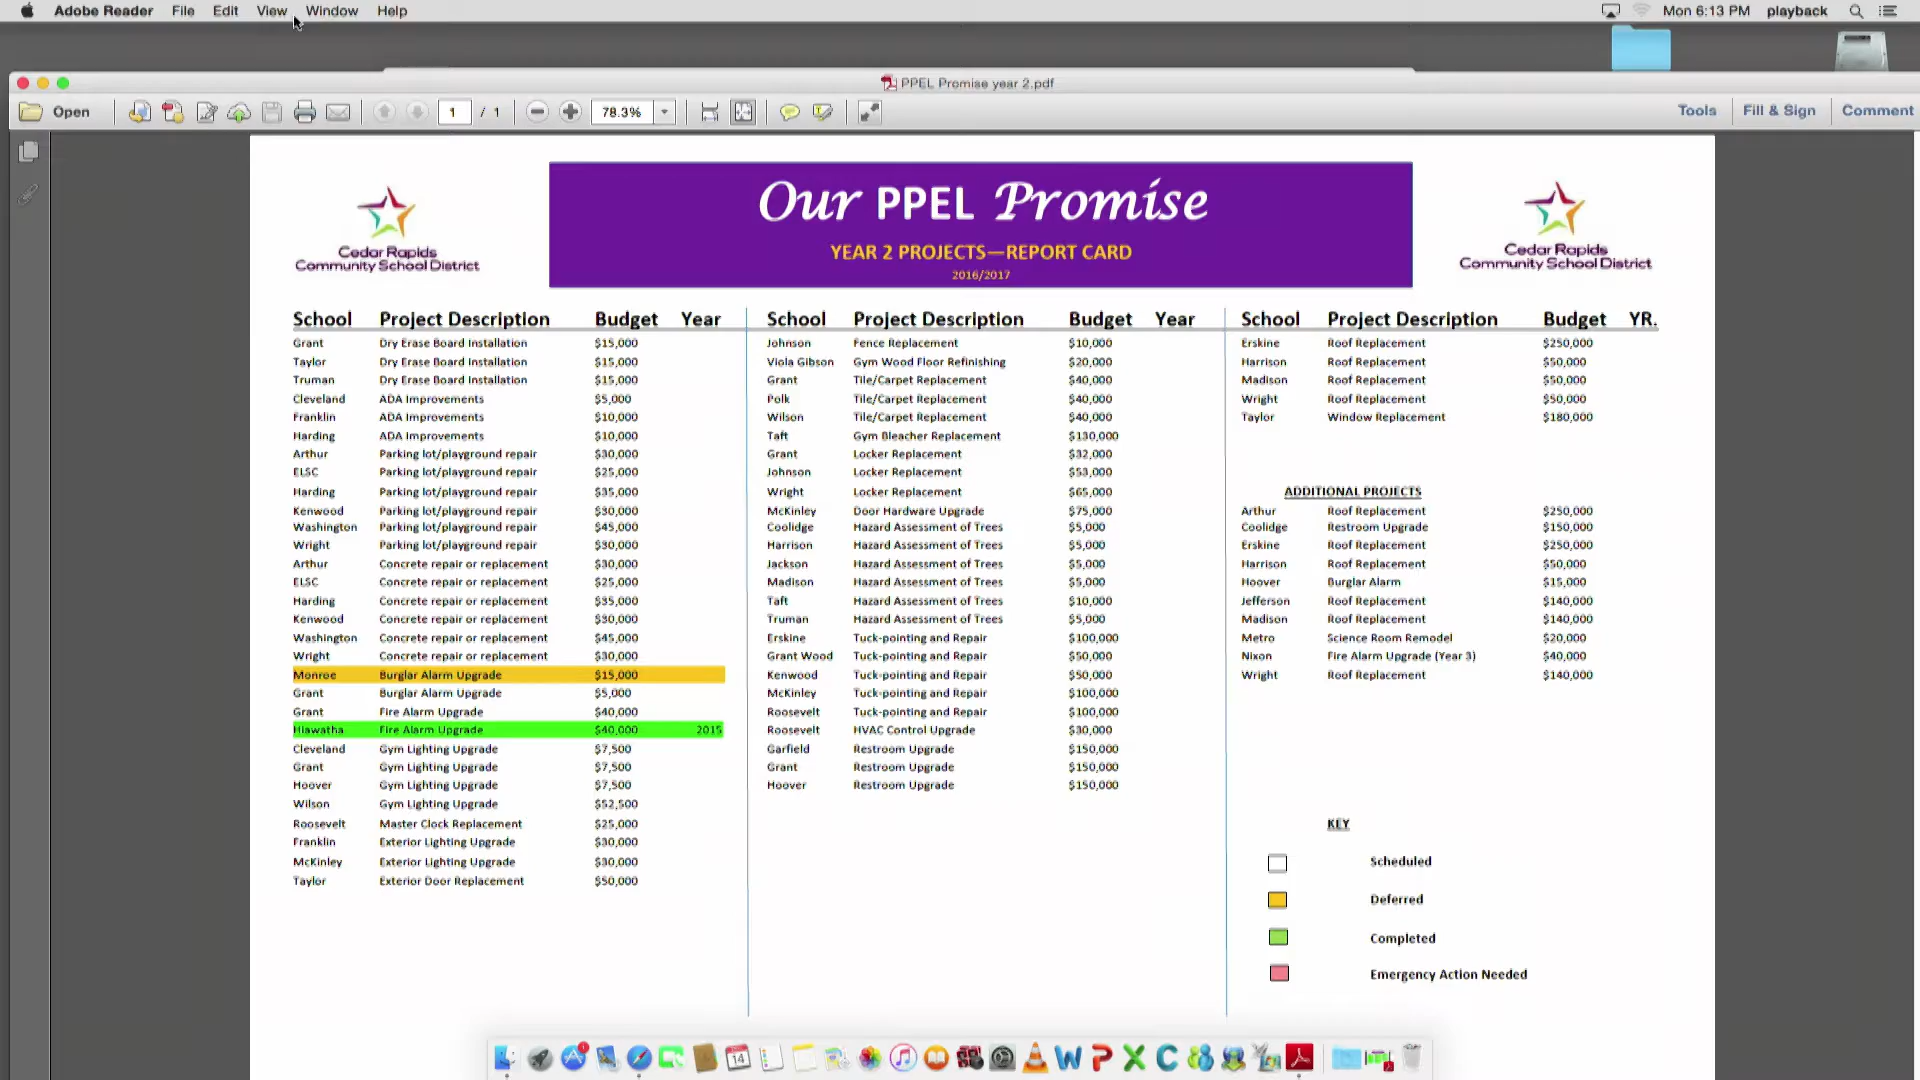 Adobe Reader File Edit View Window Help Mon 6:13 PM playback
PPEL Promise year 2.pdf
Open 1 / 1 78.3% Tools Fill & Sign Comment
Our PPEL Promise
YEAR 2 PROJECTS—REPORT CARD
2016/2017
Cedar Rapids
Community School District
Cedar Rapids
Community School District
School Project Description Budget Year
Grant Dry Erase Board Installation $15,000
Taylor Dry Erase Board Installation $15,000
Truman Dry Erase Board Installation $15,000
Cleveland ADA Improvements $5,000
Franklin ADA Improvements $10,000
Harding ADA Improvements $10,000
Arthur Parking lot/playground repair $30,000
ELSC Parking lot/playground repair $25,000
Harding Parking lot/playground repair $35,000
Kenwood Parking lot/playground repair $30,000
Washington Parking lot/playground repair $45,000
Wright Parking lot/playground repair $30,000
Arthur Concrete repair or replacement $30,000
ELSC Concrete repair or replacement $25,000
Harding Concrete repair or replacement $35,000
Kenwood Concrete repair or replacement $30,000
Washington Concrete repair or replacement $45,000
Wright Concrete repair or replacement $30,000
Monroe Burglar Alarm Upgrade $15,000
Grant Burglar Alarm Upgrade $5,000
Grant Fire Alarm Upgrade $40,000
Hiawatha Fire Alarm Upgrade $40,000 2015
Cleveland Gym Lighting Upgrade $7,500
Grant Gym Lighting Upgrade $7,500
Hoover Gym Lighting Upgrade $7,500
Wilson Gym Lighting Upgrade $52,500
Roosevelt Master Clock Replacement $25,000
Franklin Exterior Lighting Upgrade $30,000
McKinley Exterior Lighting Upgrade $30,000
Taylor Exterior Door Replacement $50,000
School Project Description Budget Year
Johnson Fence Replacement $10,000
Viola Gibson Gym Wood Floor Refinishing $20,000
Grant Tile/Carpet Replacement $40,000
Polk Tile/Carpet Replacement $40,000
Wilson Tile/Carpet Replacement $40,000
Taft Gym Bleacher Replacement $130,000
Grant Locker Replacement $32,000
Johnson Locker Replacement $53,000
Wright Locker Replacement $65,000
McKinley Door Hardware Upgrade $75,000
Coolidge Hazard Assessment of Trees $5,000
Harrison Hazard Assessment of Trees $5,000
Jackson Hazard Assessment of Trees $5,000
Madison Hazard Assessment of Trees $5,000
Taft Hazard Assessment of Trees $10,000
Truman Hazard Assessment of Trees $5,000
Erskine Tuck-pointing and Repair $100,000
Grant Wood Tuck-pointing and Repair $50,000
Kenwood Tuck-pointing and Repair $50,000
McKinley Tuck-pointing and Repair $100,000
Roosevelt Tuck-pointing and Repair $100,000
Roosevelt HVAC Control Upgrade $30,000
Garfield Restroom Upgrade $150,000
Grant Restroom Upgrade $150,000
Hoover Restroom Upgrade $150,000
School Project Description Budget YR.
Erskine Roof Replacement $250,000
Harrison Roof Replacement $50,000
Madison Roof Replacement $50,000
Wright Roof Replacement $50,000
Taylor Window Replacement $180,000
ADDITIONAL PROJECTS
Arthur Roof Replacement $250,000
Coolidge Restroom Upgrade $150,000
Erskine Roof Replacement $250,000
Harrison Roof Replacement $50,000
Hoover Burglar Alarm $15,000
Jefferson Roof Replacement $140,000
Madison Roof Replacement $140,000
Metro Science Room Remodel $20,000
Nixon Fire Alarm Upgrade (Year 3) $40,000
Wright Roof Replacement $140,000
KEY
Scheduled
Deferred
Completed
Emergency Action Needed
14